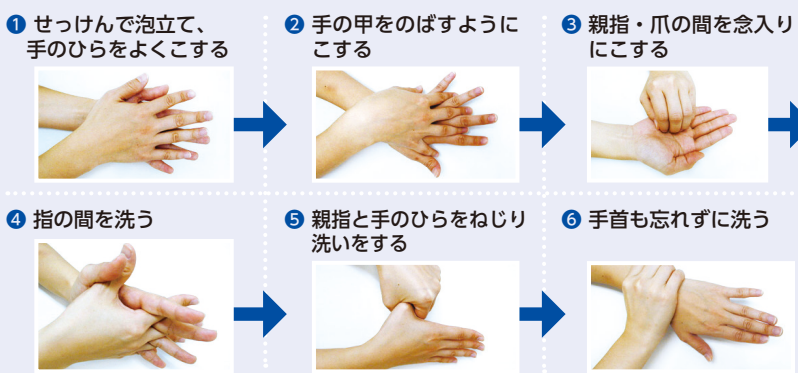 ❶ せっけんで泡立て、
手のひらをよくこする
❷ 手の甲をのばすように
こする
❸ 親指・爪の間を念入り
にこする
❹ 指の間を洗う
❺ 親指と手のひらをねじり
洗いをする
❻ 手首も忘れずに洗う